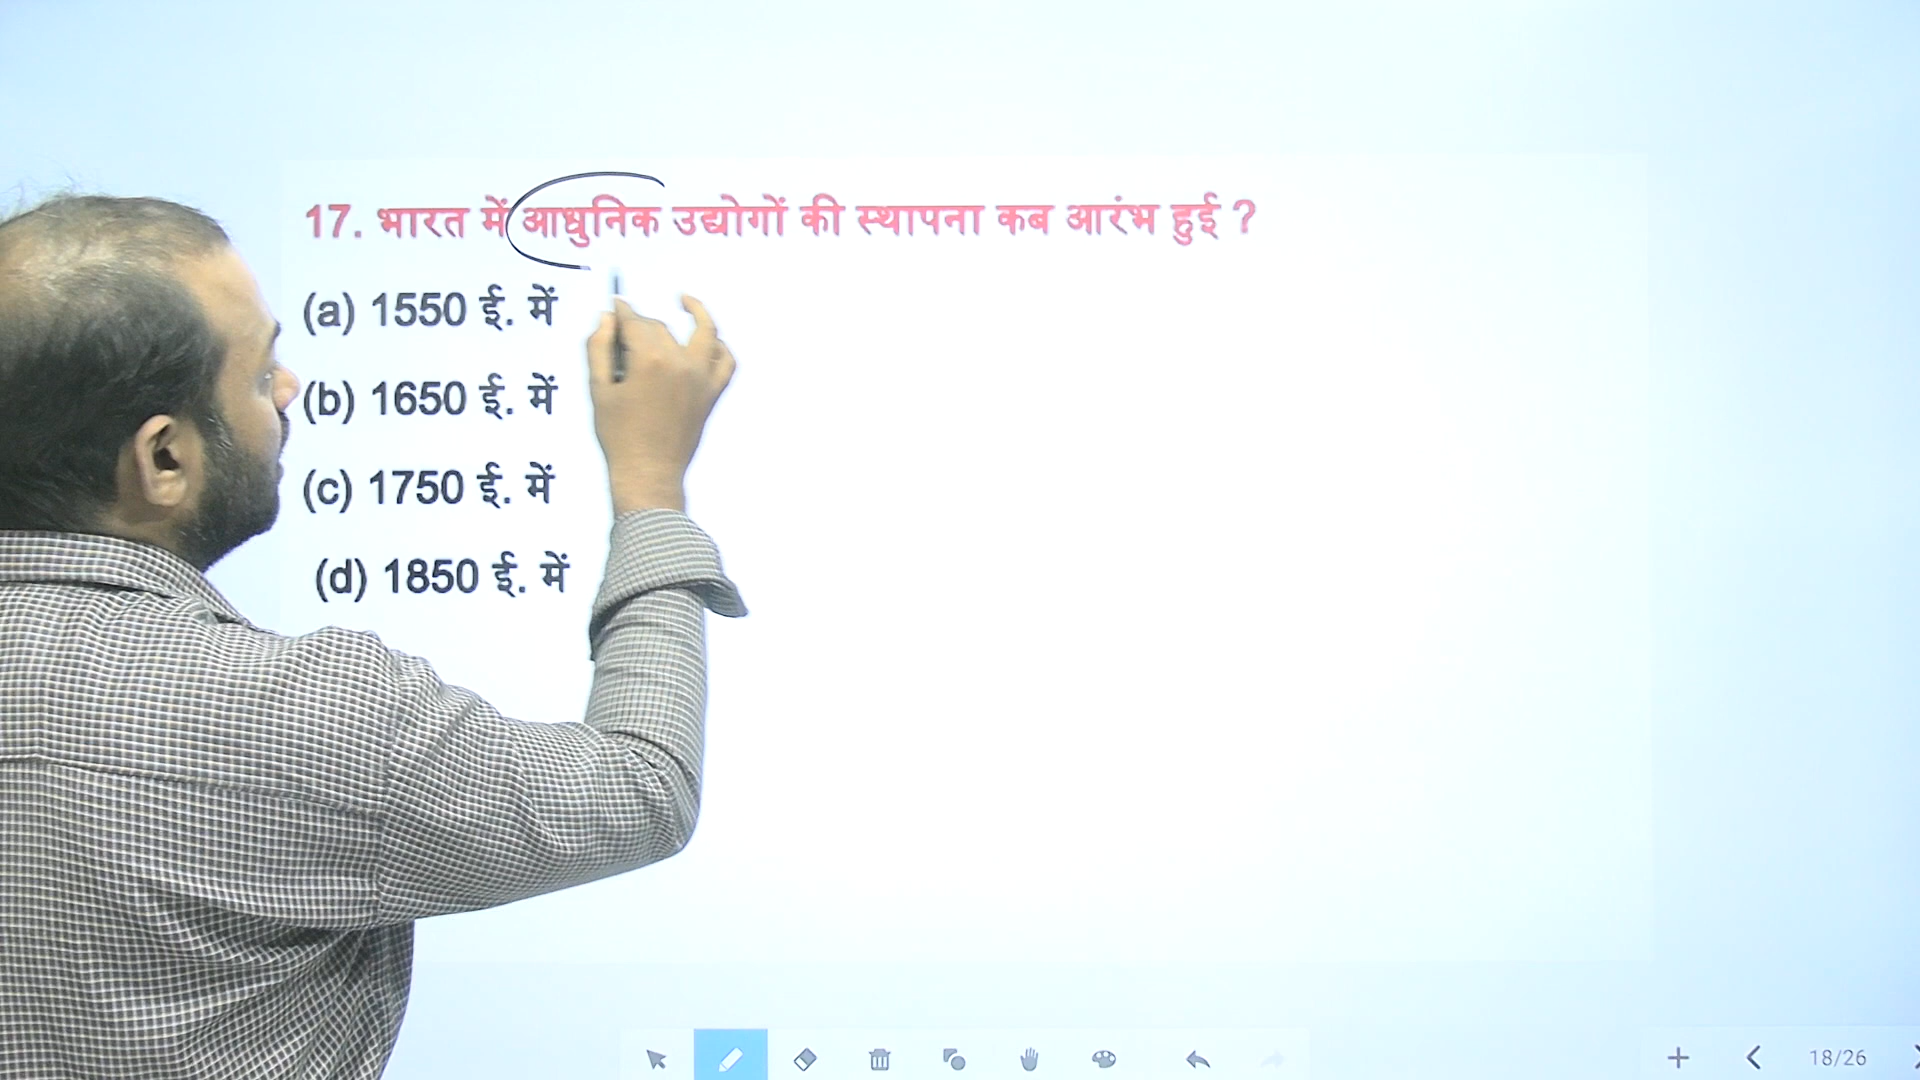 17. भारत में आधुनिक उद्योगों की स्थापना कब आरंभ हुई ?
(a) 1550 ई. में
(b) 1650 ई. में
(c) 1750 ई. में
(d) 1850 ई. में
18/26